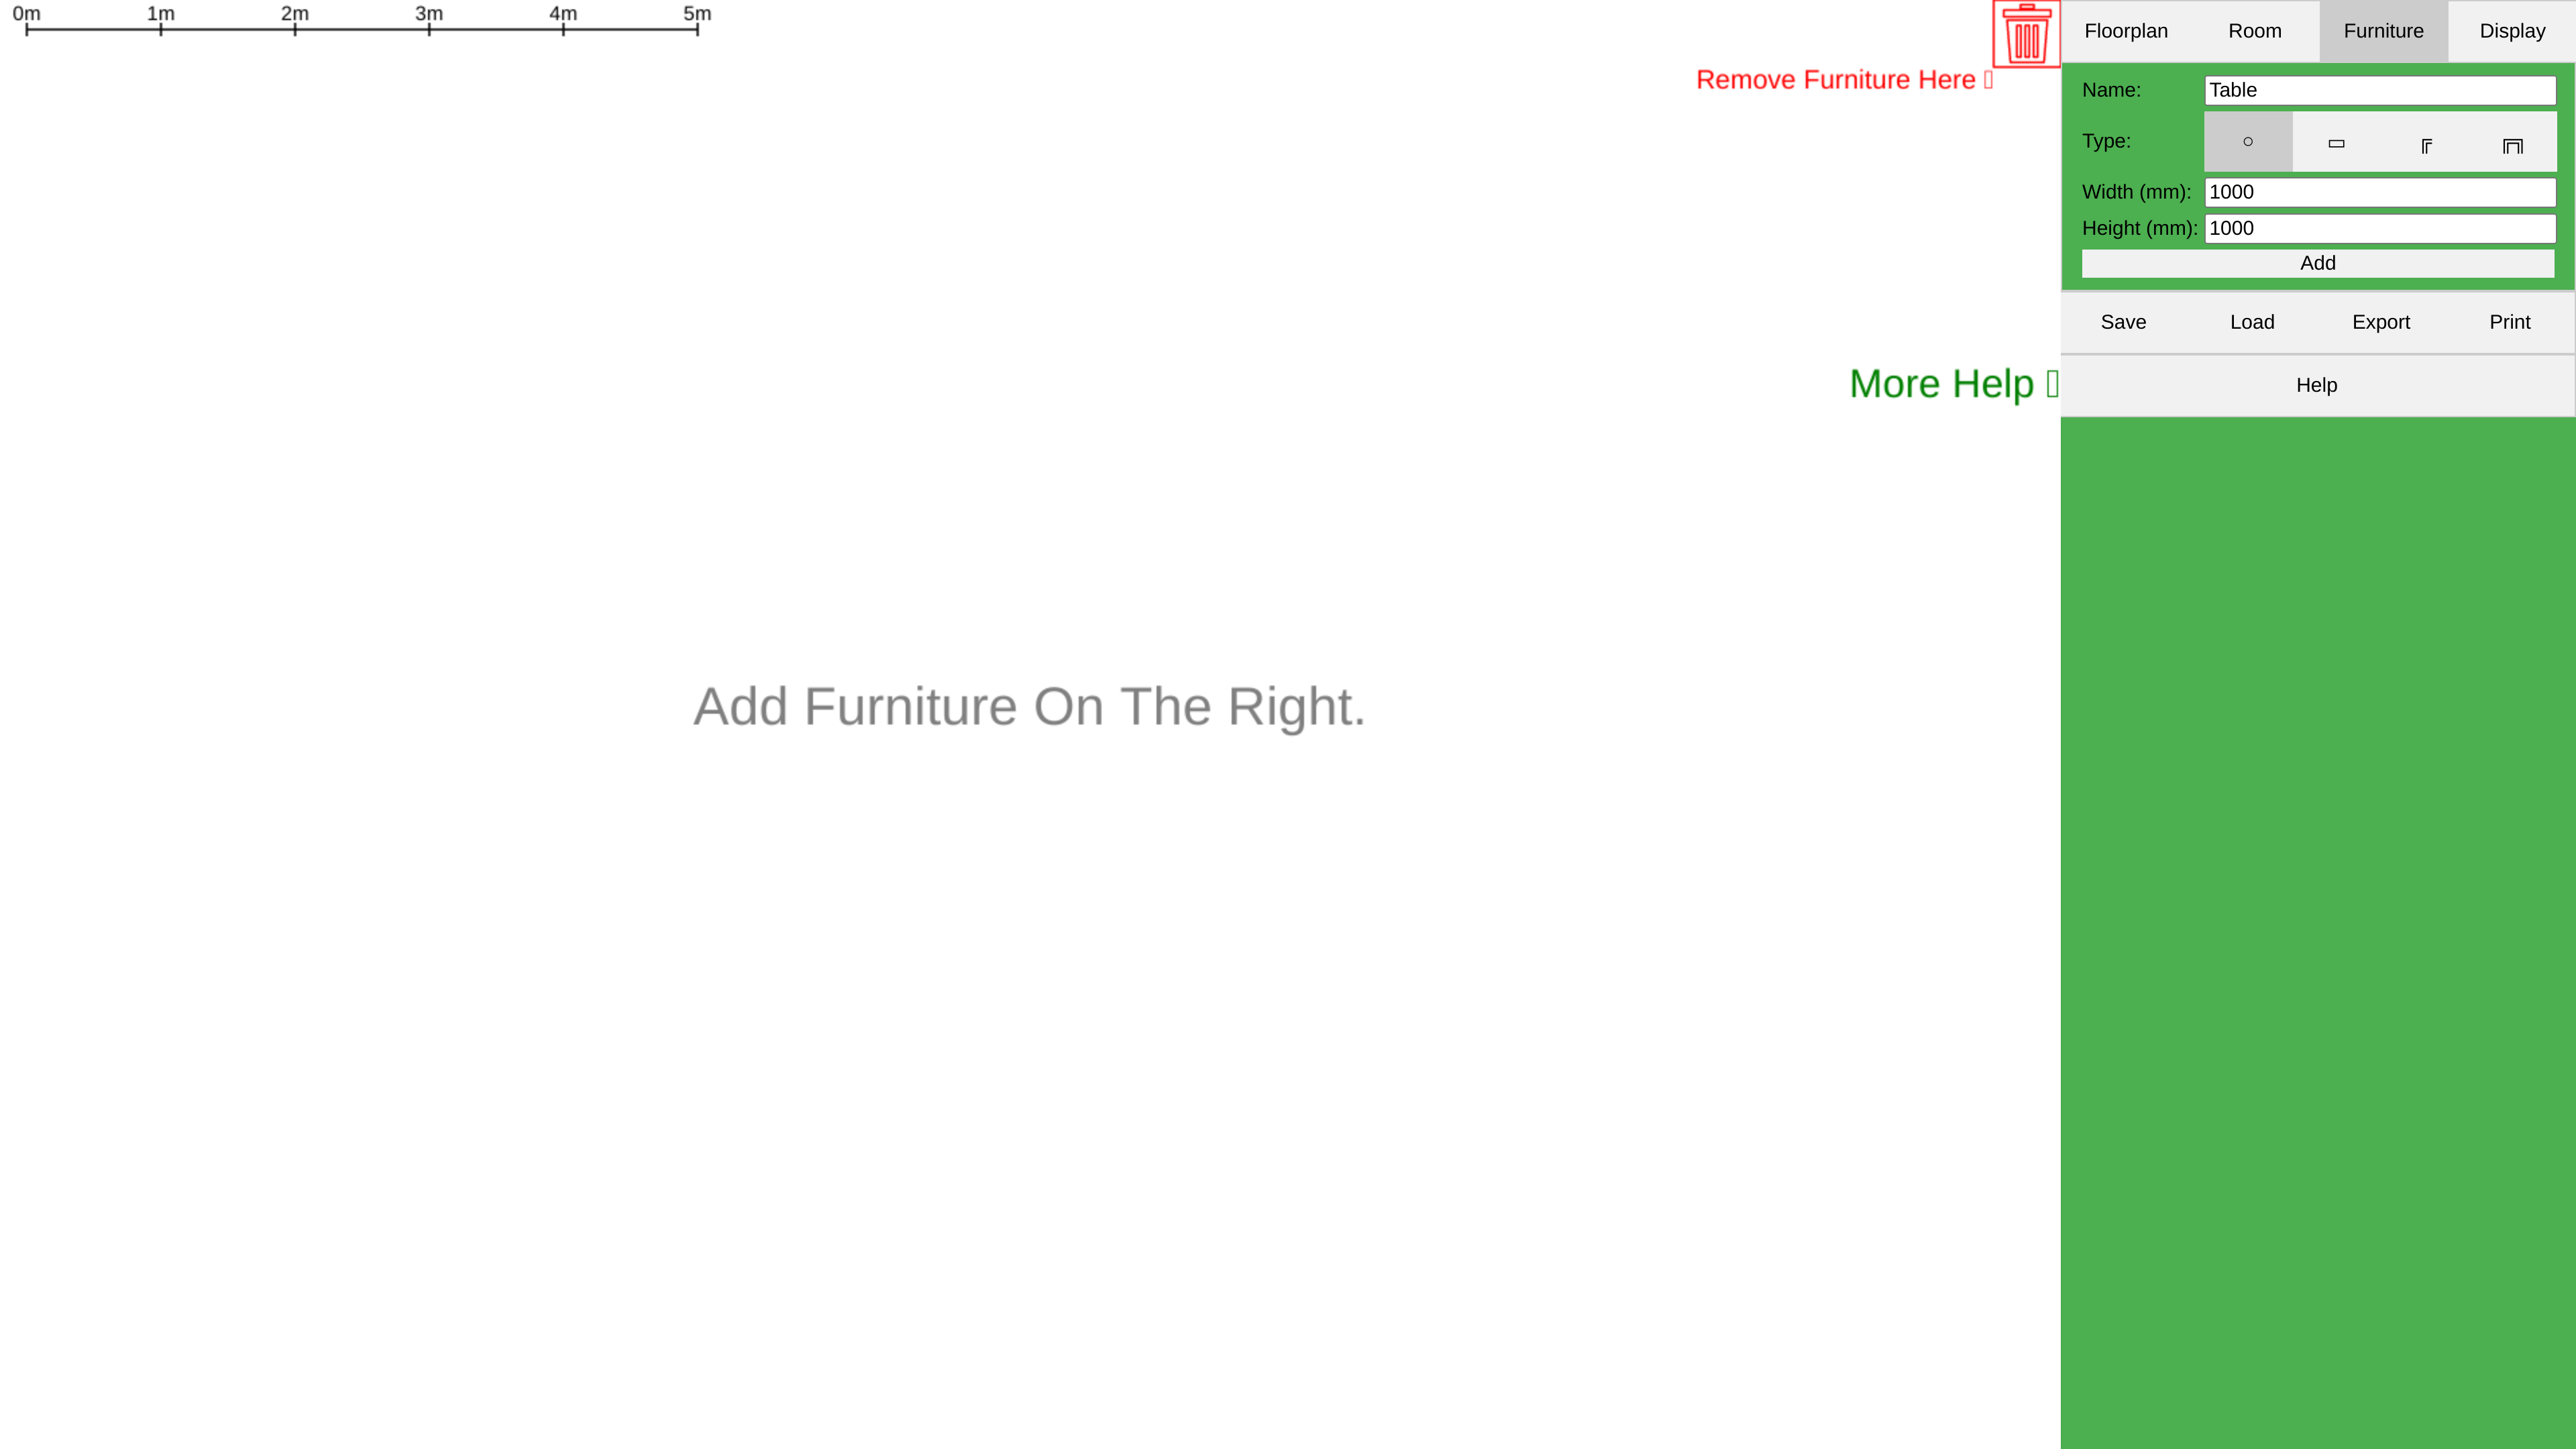 0m 1m 2m 3m 4m 5m
Remove Furniture Here
More Help
Add Furniture On The Right.
Floorplan Room Furniture Display
Name: Table
Type: ○ ▭ ╔ ╔╗
Width (mm): 1000
Height (mm): 1000
Add
Save Load Export Print
Help